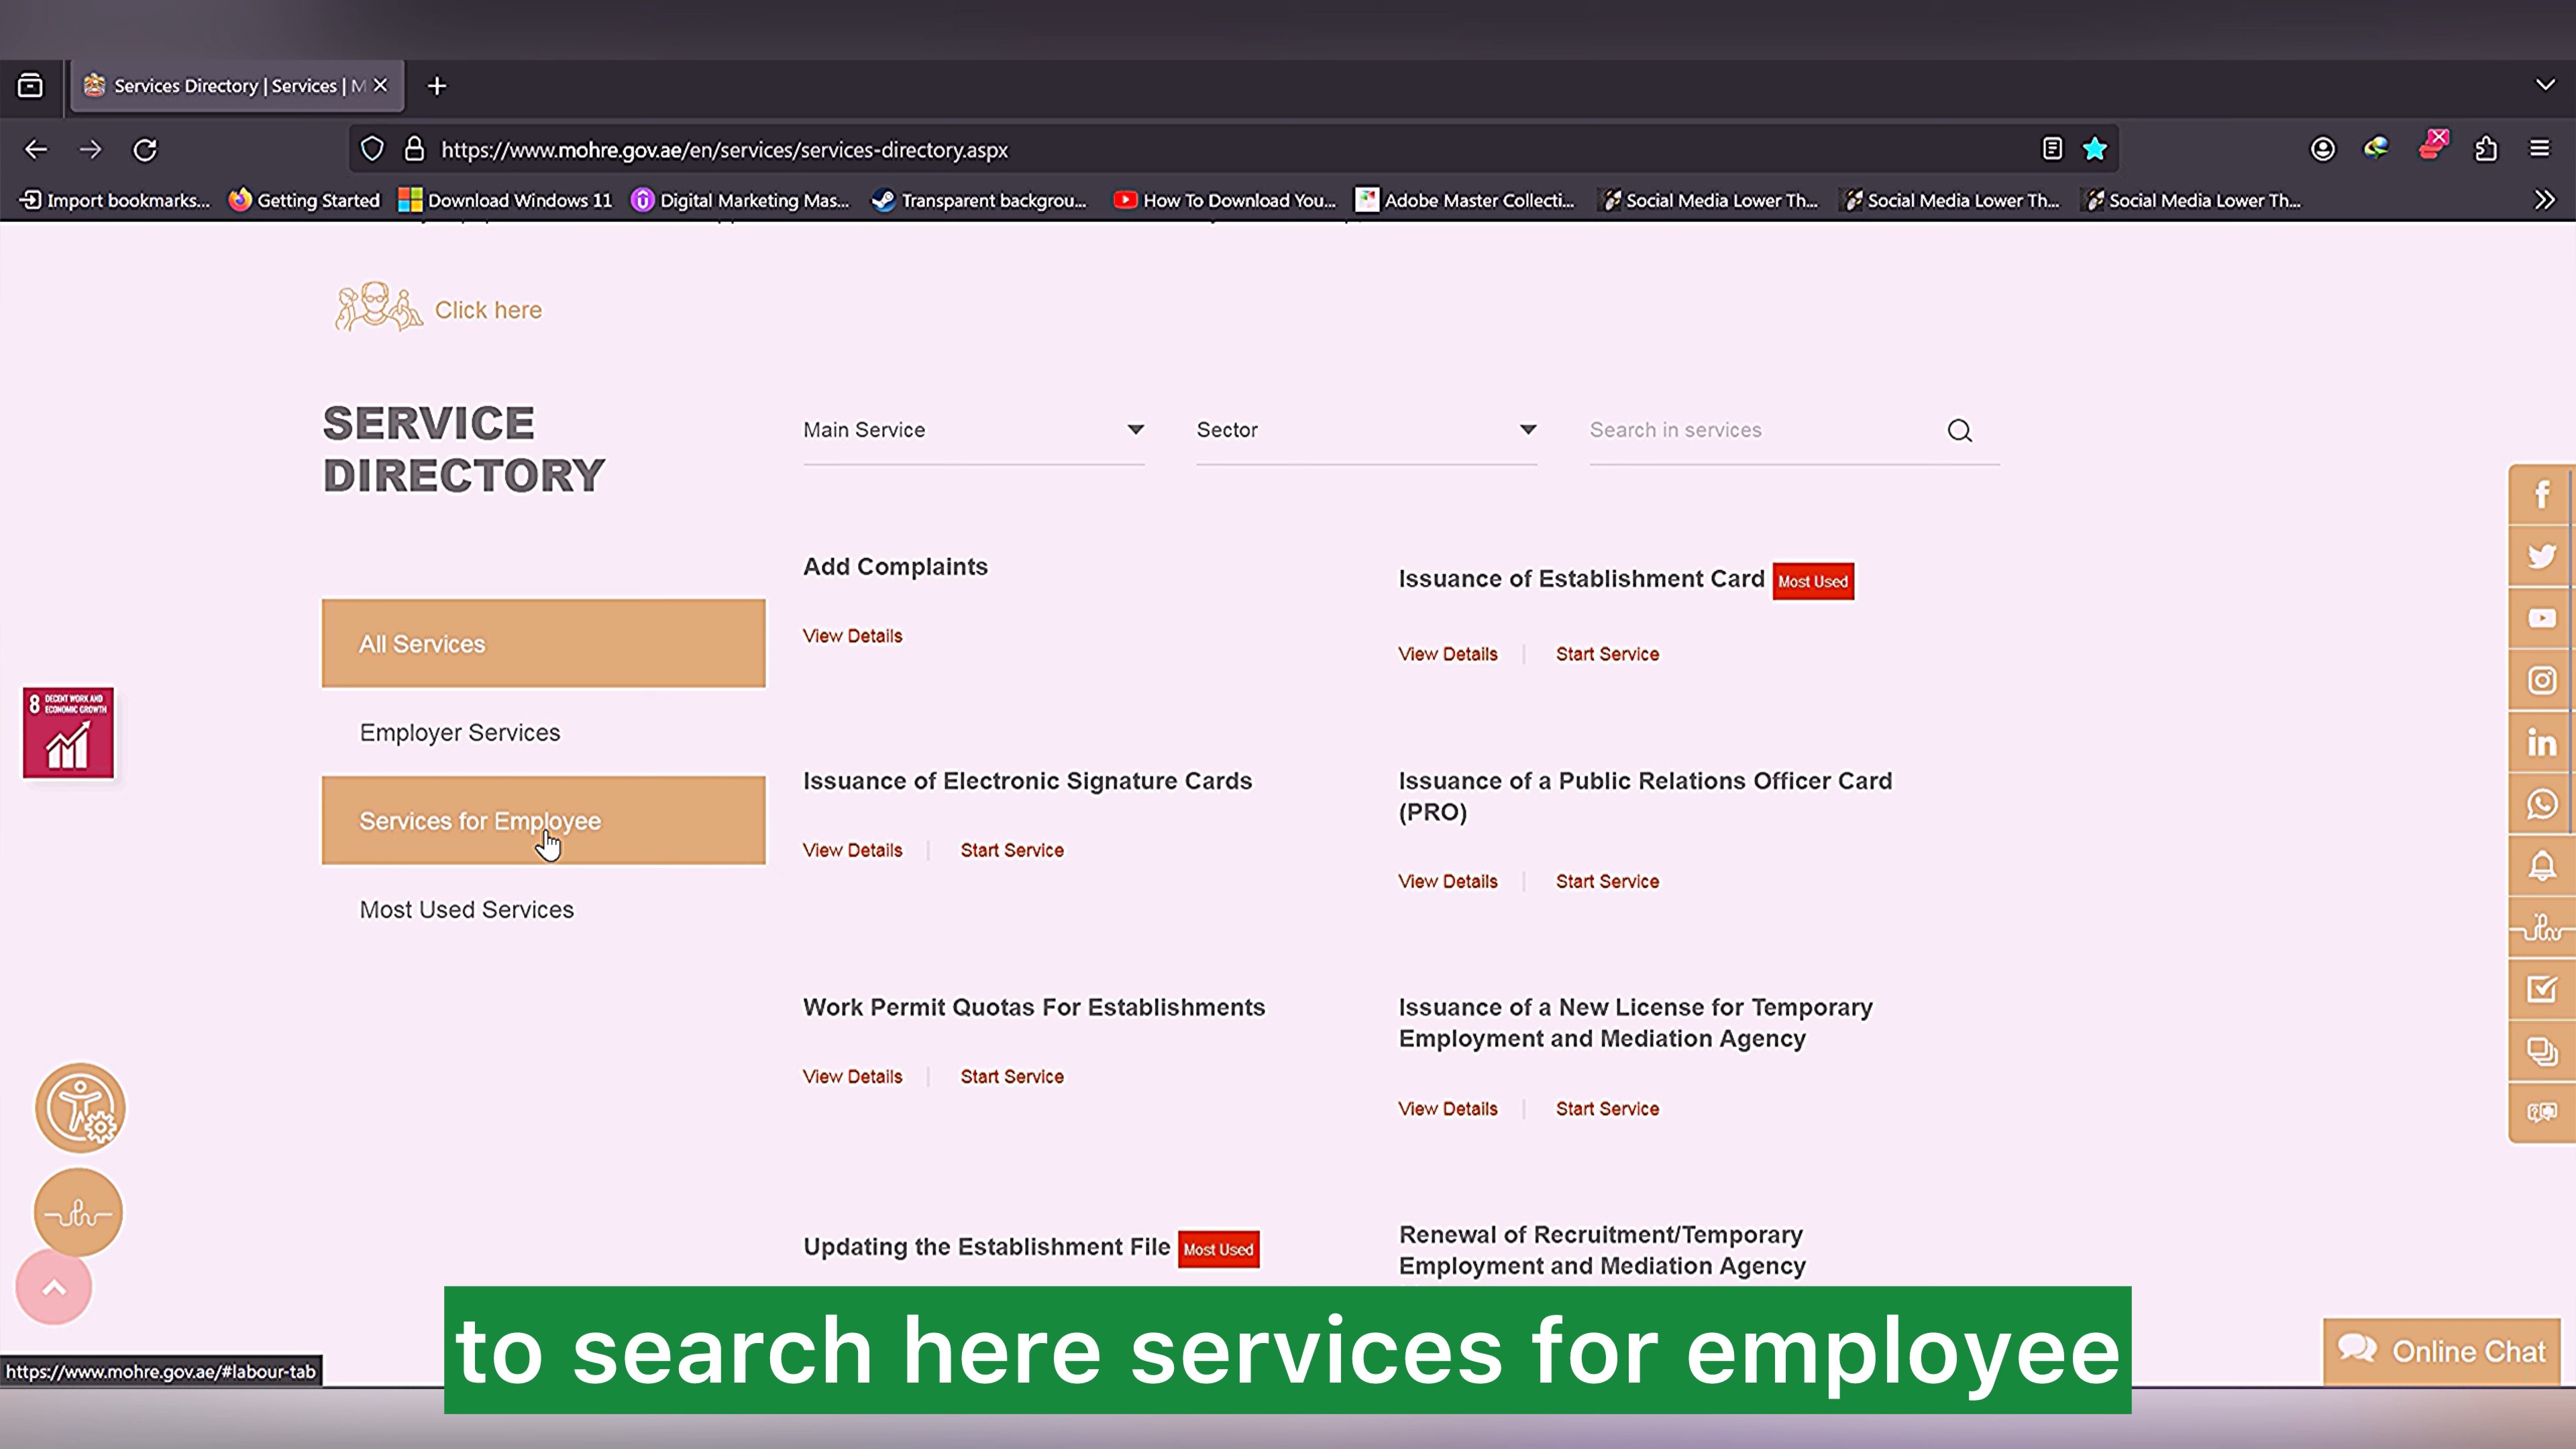 Services Directory | Services | M
https://www.mohre.gov.ae/en/services/services-directory.aspx
Import bookmarks...
Getting Started
Download Windows 11
Digital Marketing Mas...
Transparent backgrou...
How To Download You...
Adobe Master Collecti...
Social Media Lower Th...
Social Media Lower Th...
Social Media Lower Th...
Click here
SERVICE
DIRECTORY
Main Service
Sector
Search in services
All Services
Employer Services
Services for Employee
Most Used Services
Add Complaints
View Details
Issuance of Establishment Card Most Used
View Details | Start Service
Issuance of Electronic Signature Cards
View Details | Start Service
Issuance of a Public Relations Officer Card
(PRO)
View Details | Start Service
Work Permit Quotas For Establishments
View Details | Start Service
Issuance of a New License for Temporary
Employment and Mediation Agency
View Details | Start Service
Updating the Establishment File Most Used
Renewal of Recruitment/Temporary
Employment and Mediation Agency
8 DECENT WORK AND
ECONOMIC GROWTH
to search here services for employee
Online Chat
https://www.mohre.gov.ae/#labour-tab